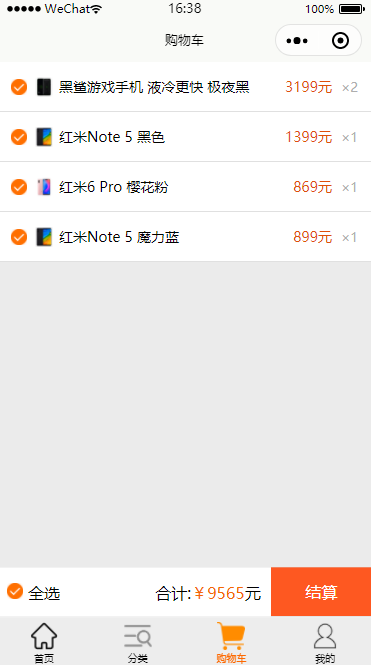 WeChat 16:38 100%
购物车
黑鲨游戏手机 液冷更快 极夜黑 3199元 ×2
红米Note 5 黑色 1399元 ×1
红米6 Pro 樱花粉 869元 ×1
红米Note 5 魔力蓝 899元 ×1
全选 合计:￥9565元 结算
首页 分类 购物车 我的